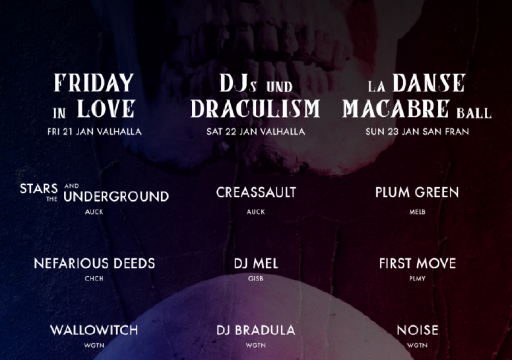 FRIDAY
IN LOVE
FRI 21 JAN VALHALLA
STARS AND THE UNDERGROUND
AUCK
NEFARIOUS DEEDS
CHCH
WALLOWITCH
WGTN
DJs UND
DRACULISM
SAT 22 JAN VALHALLA
CREASSAULT
AUCK
DJ MEL
GISB
DJ BRADULA
WGTN
LA DANSE
MACABRE BALL
SUN 23 JAN SAN FRAN
PLUM GREEN
MELB
FIRST MOVE
PLMY
NOISE
WGTN